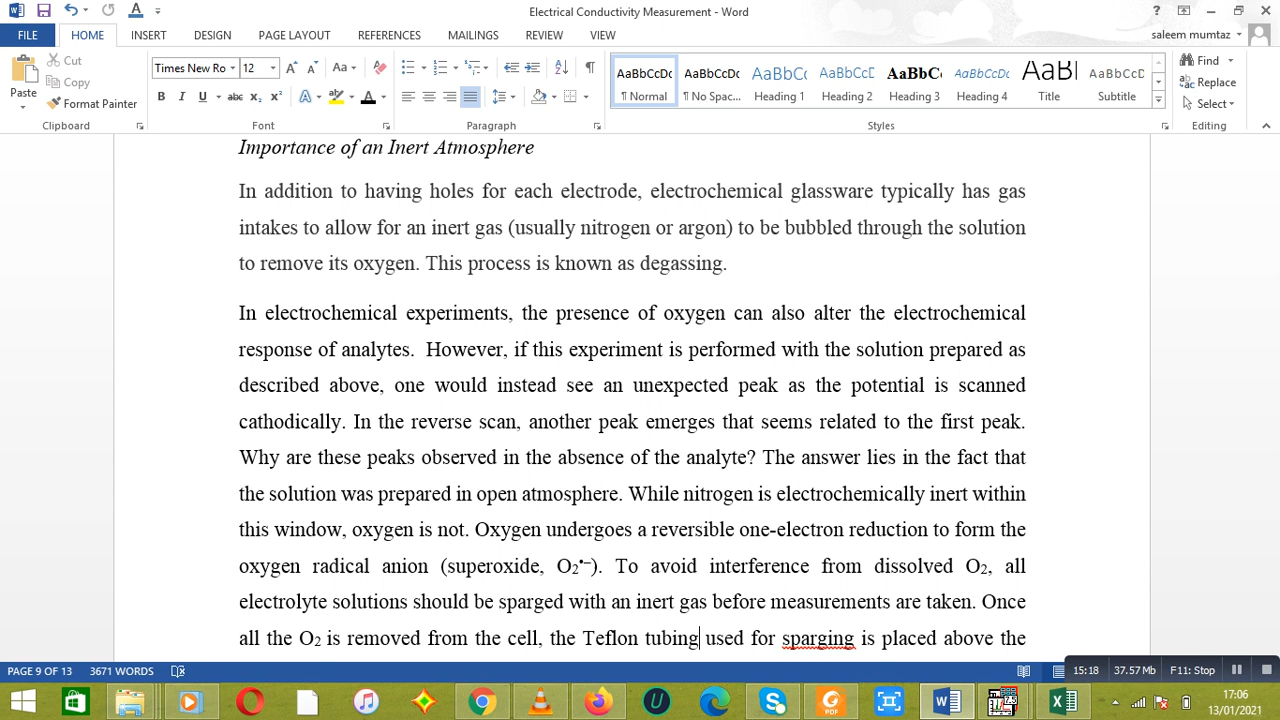 Electrical Conductivity Measurement - Word
FILE HOME INSERT DESIGN PAGE LAYOUT REFERENCES MAILINGS REVIEW VIEW saleem mumtaz
Cut Times New Ro 12 Find
Copy Replace
Paste Format Painter Select
AaBbCcDc AaBbCcDc AaBbCc AaBbCcD AaBbCc AaBbCcDc AaBl AaBbCcD
¶ Normal ¶ No Spac... Heading 1 Heading 2 Heading 3 Heading 4 Title Subtitle
Clipboard Font Paragraph Styles Editing
Importance of an Inert Atmosphere
In addition to having holes for each electrode, electrochemical glassware typically has gas
intakes to allow for an inert gas (usually nitrogen or argon) to be bubbled through the solution
to remove its oxygen. This process is known as degassing.
In electrochemical experiments, the presence of oxygen can also alter the electrochemical
response of analytes. However, if this experiment is performed with the solution prepared as
described above, one would instead see an unexpected peak as the potential is scanned
cathodically. In the reverse scan, another peak emerges that seems related to the first peak.
Why are these peaks observed in the absence of the analyte? The answer lies in the fact that
the solution was prepared in open atmosphere. While nitrogen is electrochemically inert within
this window, oxygen is not. Oxygen undergoes a reversible one-electron reduction to form the
oxygen radical anion (superoxide, O₂•–). To avoid interference from dissolved O₂, all
electrolyte solutions should be sparged with an inert gas before measurements are taken. Once
all the O₂ is removed from the cell, the Teflon tubing used for sparging is placed above the
PAGE 9 OF 13 3671 WORDS 15:18 37.57 Mb F11: Stop
17:06
13/01/2021